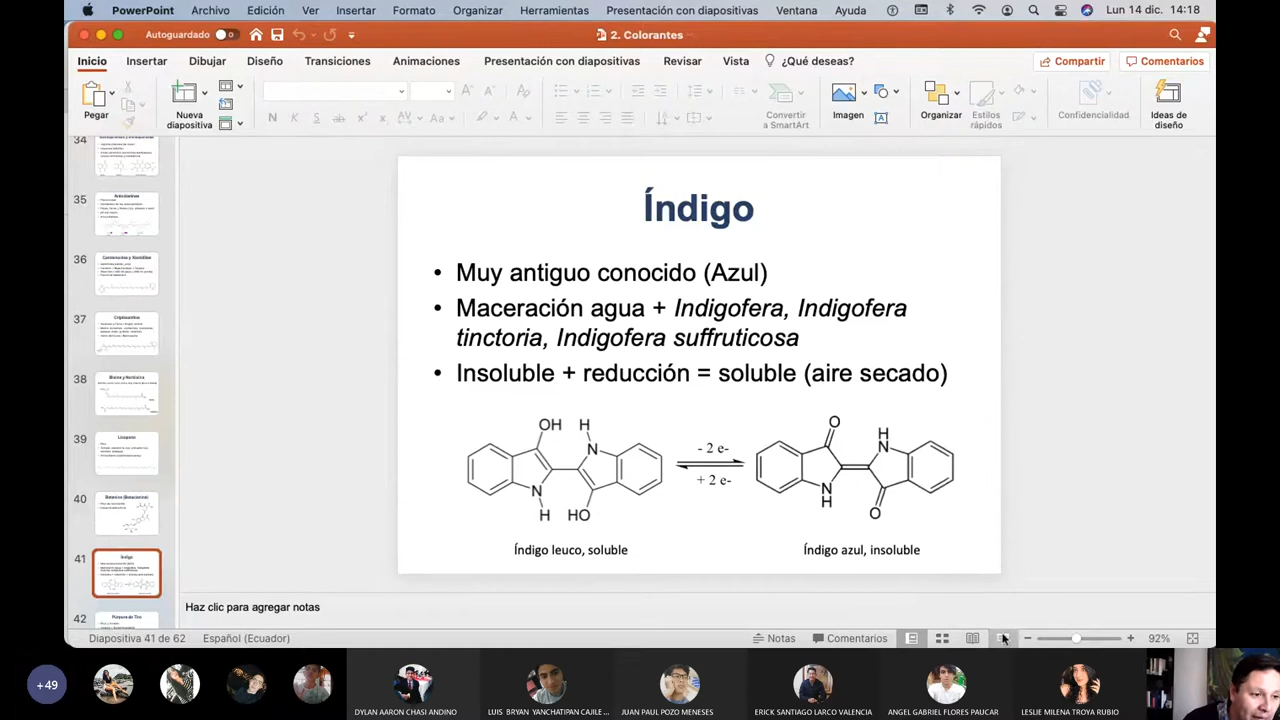 PowerPoint Archivo Edición Ver Insertar Formato Organizar Herramientas Presentación con diapositivas Ventana Ayuda Lun 14 dic. 14:18
Autoguardado 2. Colorantes
Inicio Insertar Dibujar Diseño Transiciones Animaciones Presentación con diapositivas Revisar Vista ¿Qué deseas? Compartir Comentarios
Pegar
Nueva
diapositiva
N
Aa
Convertir
a SmartArt
Imagen
Organizar
Estilos
rápidos
Confidencialidad
Ideas de
diseño
34
35
36
37
38
39
40
41
42
Índigo
• Muy antiguo conocido (Azul)
• Maceración agua + Indigofera, Indigofera
tinctoria, Indigofera suffruticosa
• Insoluble + reducción = soluble (aire secado)
OH H
N
N
H HO
- 2 e-
+ 2 e-
O H
N
N
H
O
Índigo leuco, soluble
Índigo azul, insoluble
Haz clic para agregar notas
Diapositiva 41 de 62 Español (Ecuador) Notas Comentarios 92%
+49
DYLAN AARON CHASI ANDINO
LUIS BRYAN YANCHATIPAN CAJILE ...
JUAN PAUL POZO MENESES
ERICK SANTIAGO LARCO VALENCIA
ANGEL GABRIEL FLORES PAUCAR
LESLIE MILENA TROYA RUBIO